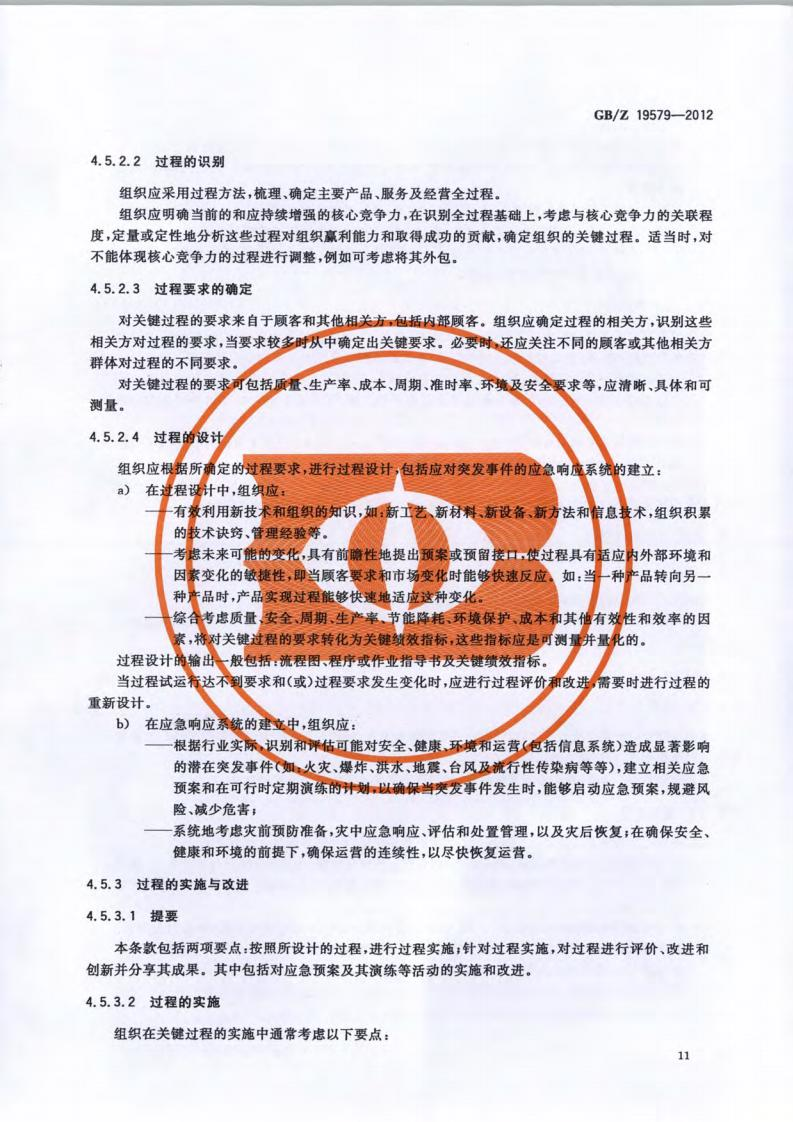 GB/Z 19579—2012
4.5.2.2 过程的识别
组织应采用过程方法,梳理、确定主要产品、服务及经营全过程。
组织应明确当前的和应持续增强的核心竞争力,在识别全过程基础上,考虑与核心竞争力的关联程
度,定量或定性地分析这些过程对组织赢利能力和取得成功的贡献,确定组织的关键过程。适当时,对
不能体现核心竞争力的过程进行调整,例如可考虑将其外包。
4.5.2.3 过程要求的确定
对关键过程的要求来自于顾客和其他相关方,包括内部顾客。组织应确定过程的相关方,识别这些
相关方对过程的要求,当要求较多时从中确定出关键要求。必要时,还应关注不同的顾客或其他相关方
群体对过程的不同要求。
对关键过程的要求可包括质量、生产率、成本、周期、准时率、环境及安全要求等,应清晰、具体和可
测量。
4.5.2.4 过程的设计
组织应根据所确定的过程要求,进行过程设计,包括应对突发事件的应急响应系统的建立:
a) 在过程设计中,组织应:
——有效利用新技术和组织的知识,如:新工艺、新材料、新设备、新方法和信息技术,组织积累
的技术诀窍、管理经验等。
——考虑未来可能的变化,具有前瞻性地提出预案或预留接口,使过程具有适应内外部环境和
因素变化的敏捷性,即当顾客要求和市场变化时能够快速反应。如:当一种产品转向另一
种产品时,产品实现过程能够快速地适应这种变化。
——综合考虑质量、安全、周期、生产率、节能降耗、环境保护、成本和其他有效性和效率的因
素,将对关键过程的要求转化为关键绩效指标,这些指标应是可测量并量化的。
过程设计的输出一般包括:流程图、程序或作业指导书及关键绩效指标。
当过程试运行达不到要求和(或)过程要求发生变化时,应进行过程评价和改进,需要时进行过程的
重新设计。
b) 在应急响应系统的建立中,组织应:
——根据行业实际,识别和评估可能对安全、健康、环境和运营(包括信息系统)造成显著影响
的潜在突发事件(如:火灾、爆炸、洪水、地震、台风及流行性传染病等等),建立相关应急
预案和在可行时定期演练的计划,以确保当突发事件发生时,能够启动应急预案,规避风
险、减少危害;
——系统地考虑灾前预防准备,灾中应急响应、评估和处置管理,以及灾后恢复;在确保安全、
健康和环境的前提下,确保运营的连续性,以尽快恢复运营。
4.5.3 过程的实施与改进
4.5.3.1 提要
本条款包括两项要点:按照所设计的过程,进行过程实施;针对过程实施,对过程进行评价、改进和
创新并分享其成果。其中包括对应急预案及其演练等活动的实施和改进。
4.5.3.2 过程的实施
组织在关键过程的实施中通常考虑以下要点:
11